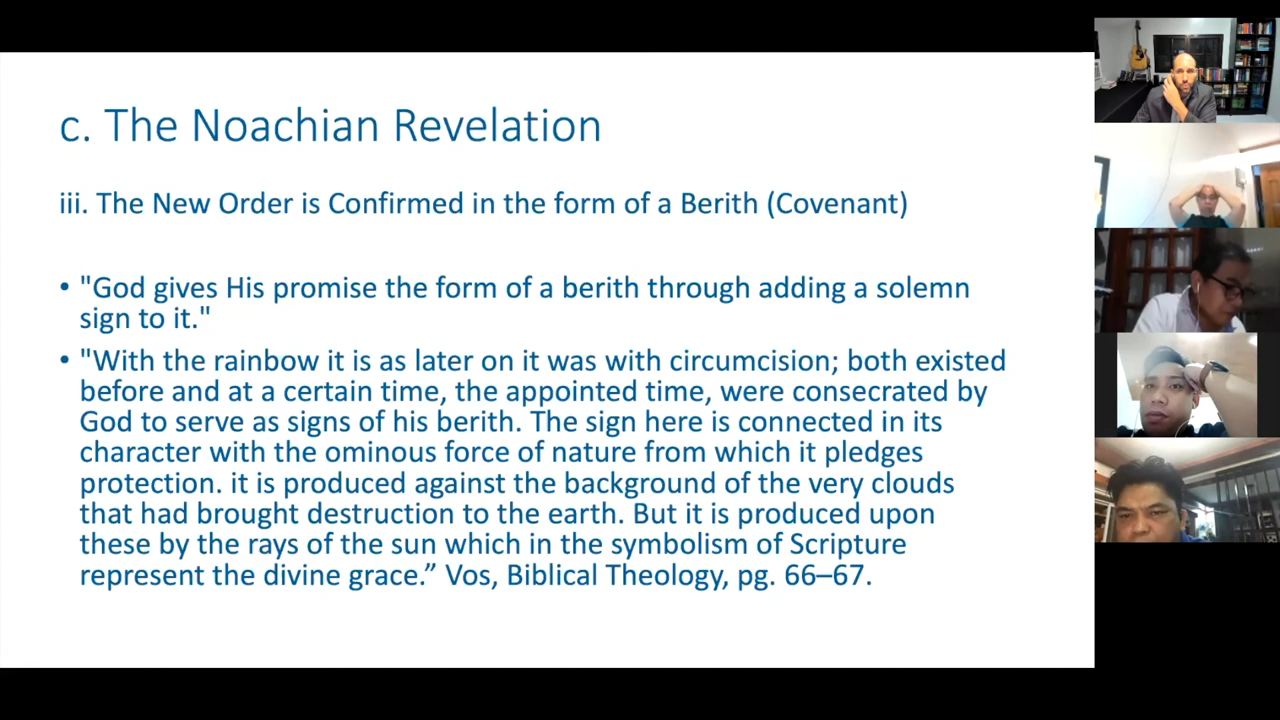 c. The Noachian Revelation
iii. The New Order is Confirmed in the form of a Berith (Covenant)
• "God gives His promise the form of a berith through adding a solemn
sign to it."
• "With the rainbow it is as later on it was with circumcision; both existed
before and at a certain time, the appointed time, were consecrated by
God to serve as signs of his berith. The sign here is connected in its
character with the ominous force of nature from which it pledges
protection. it is produced against the background of the very clouds
that had brought destruction to the earth. But it is produced upon
these by the rays of the sun which in the symbolism of Scripture
represent the divine grace.” Vos, Biblical Theology, pg. 66–67.